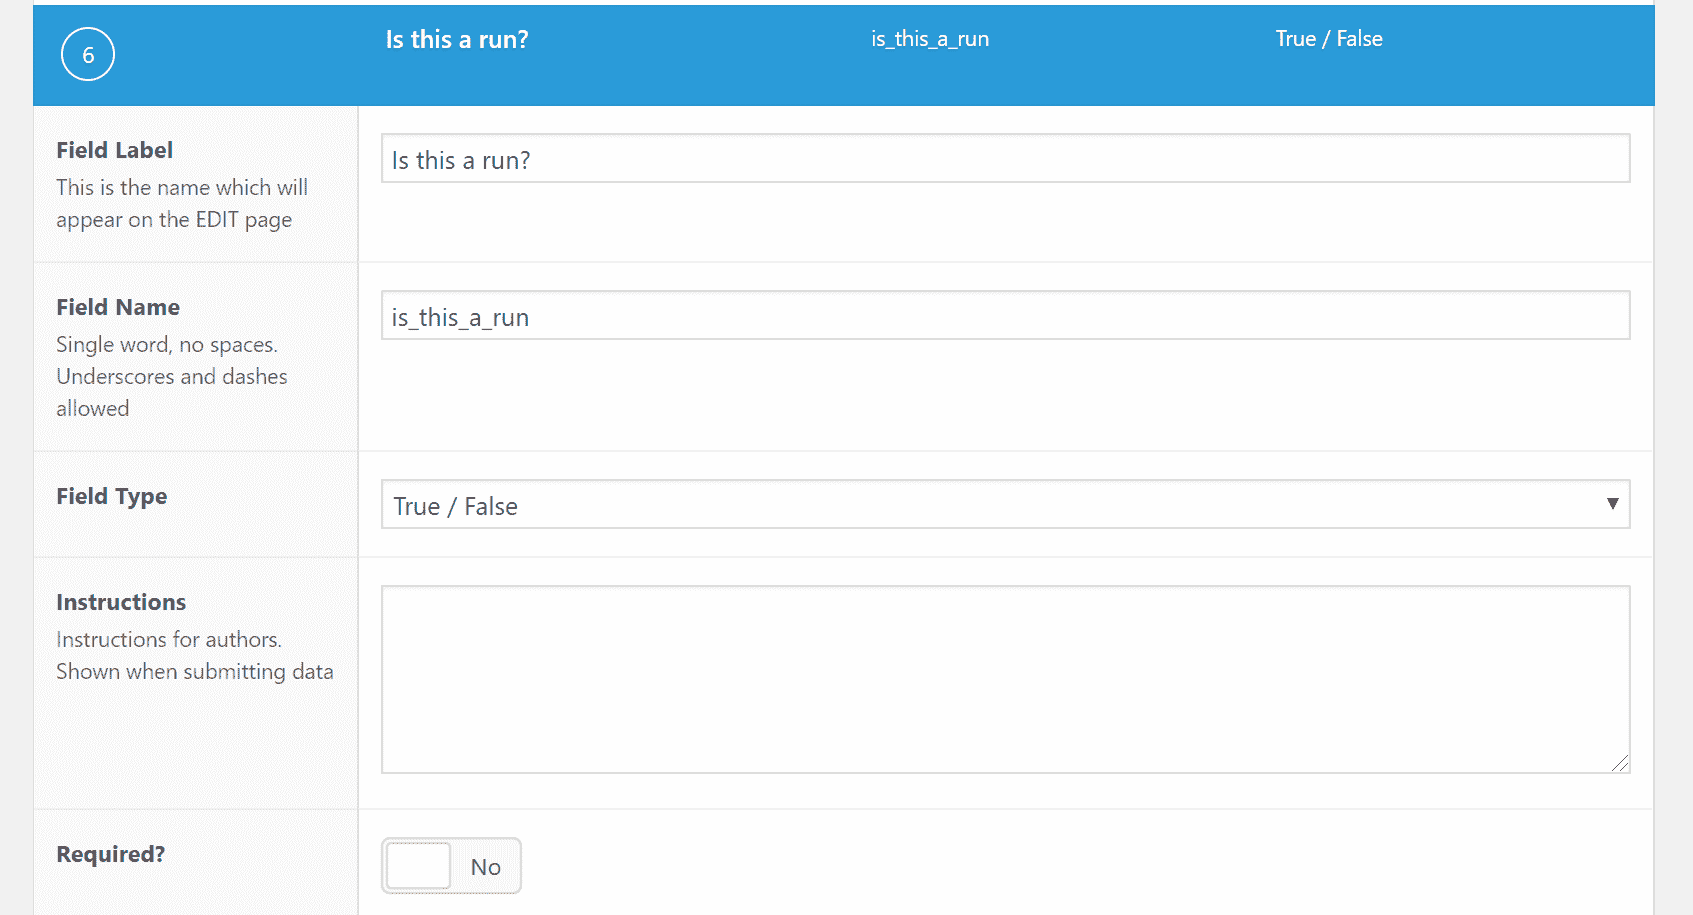 6
Is this a run?
is_this_a_run
True / False
Field Label
This is the name which will
appear on the EDIT page
Is this a run?
Field Name
Single word, no spaces.
Underscores and dashes
allowed
is_this_a_run
Field Type
True / False
Instructions
Instructions for authors.
Shown when submitting data
Required?
No